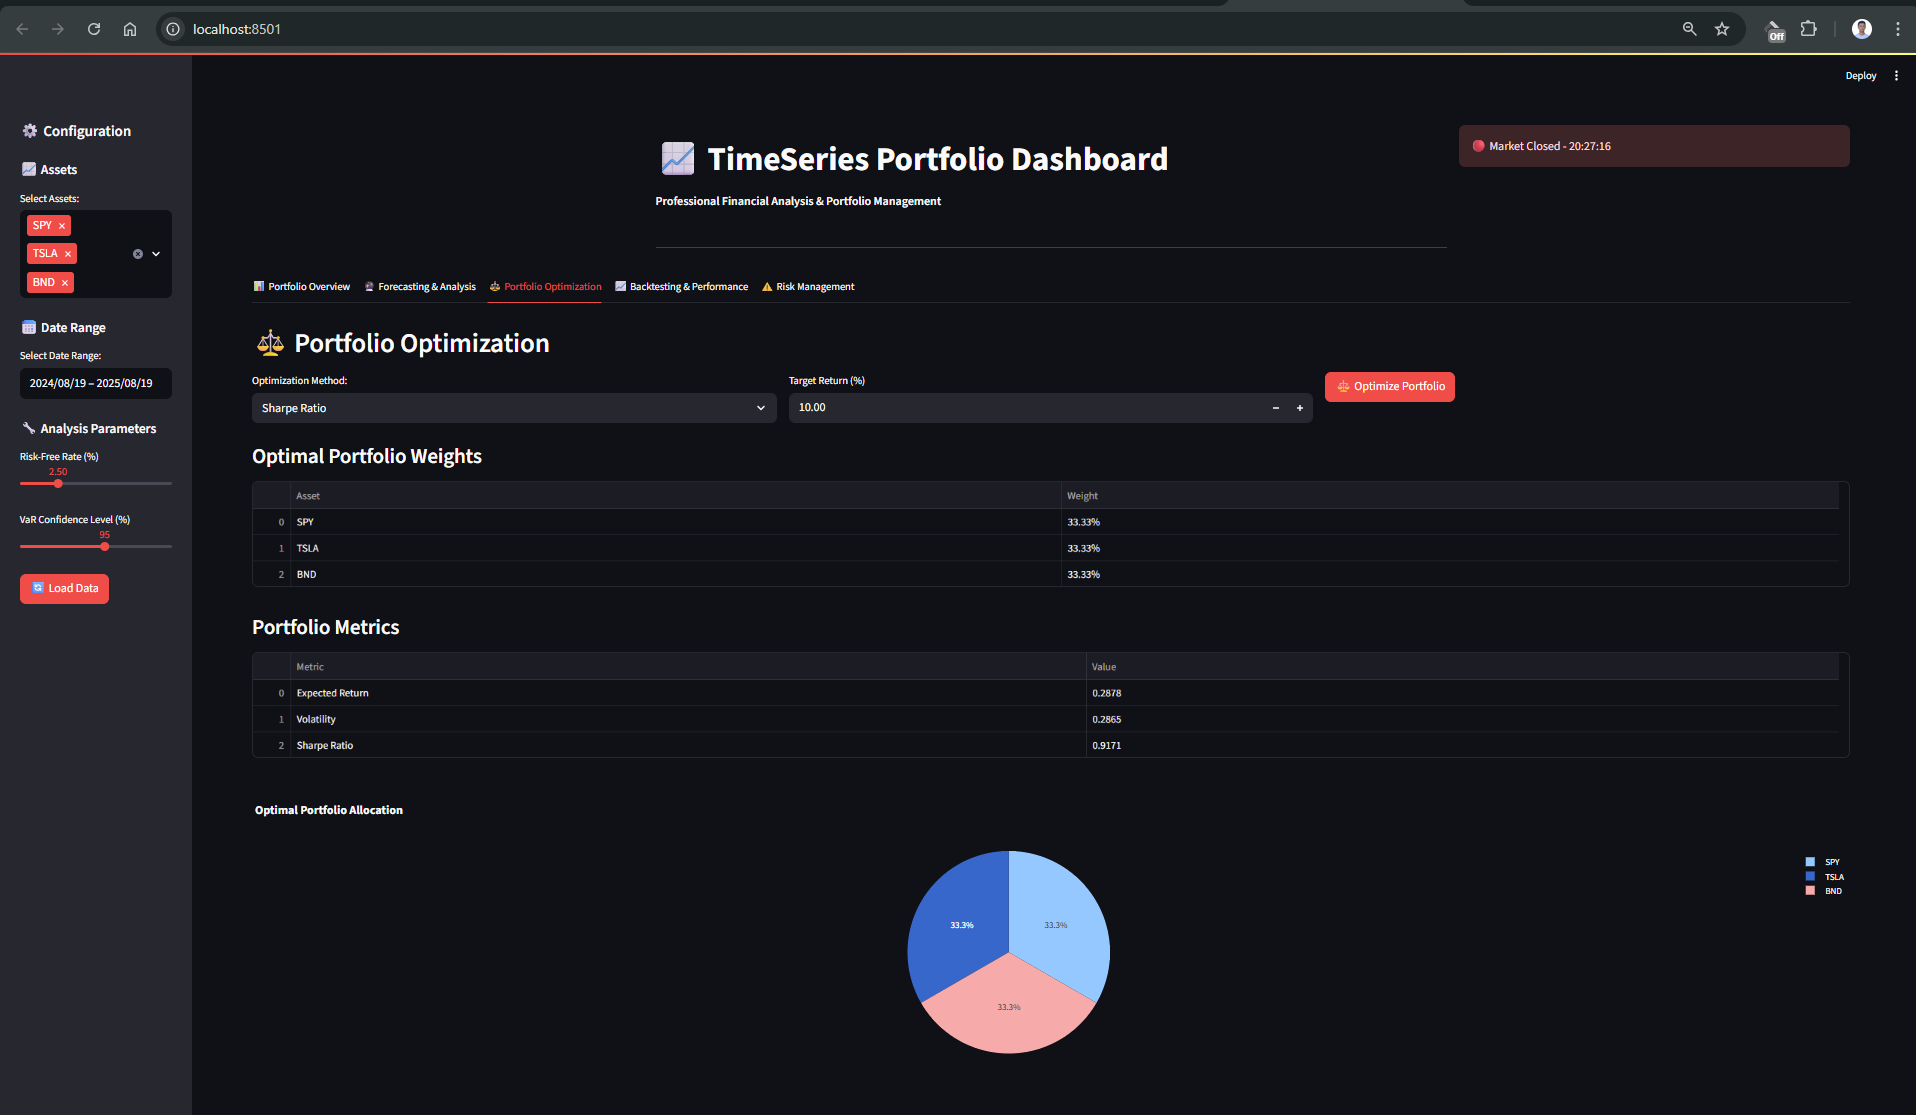 localhost:8501
Off
Deploy
Configuration
Assets
Select Assets:
SPY ×
TSLA ×
BND ×
Date Range
Select Date Range:
2024/08/19 – 2025/08/19
Analysis Parameters
Risk-Free Rate (%)
2.50
VaR Confidence Level (%)
95
Load Data
TimeSeries Portfolio Dashboard
Professional Financial Analysis & Portfolio Management
Market Closed - 20:27:16
Portfolio Overview Forecasting & Analysis Portfolio Optimization Backtesting & Performance Risk Management
Portfolio Optimization
Optimization Method: Target Return (%)
Sharpe Ratio 10.00 − + Optimize Portfolio
Optimal Portfolio Weights
Asset Weight
0 SPY 33.33%
1 TSLA 33.33%
2 BND 33.33%
Portfolio Metrics
Metric Value
0 Expected Return 0.2878
1 Volatility 0.2865
2 Sharpe Ratio 0.9171
Optimal Portfolio Allocation
33.3% 33.3%
33.3%
SPY
TSLA
BND